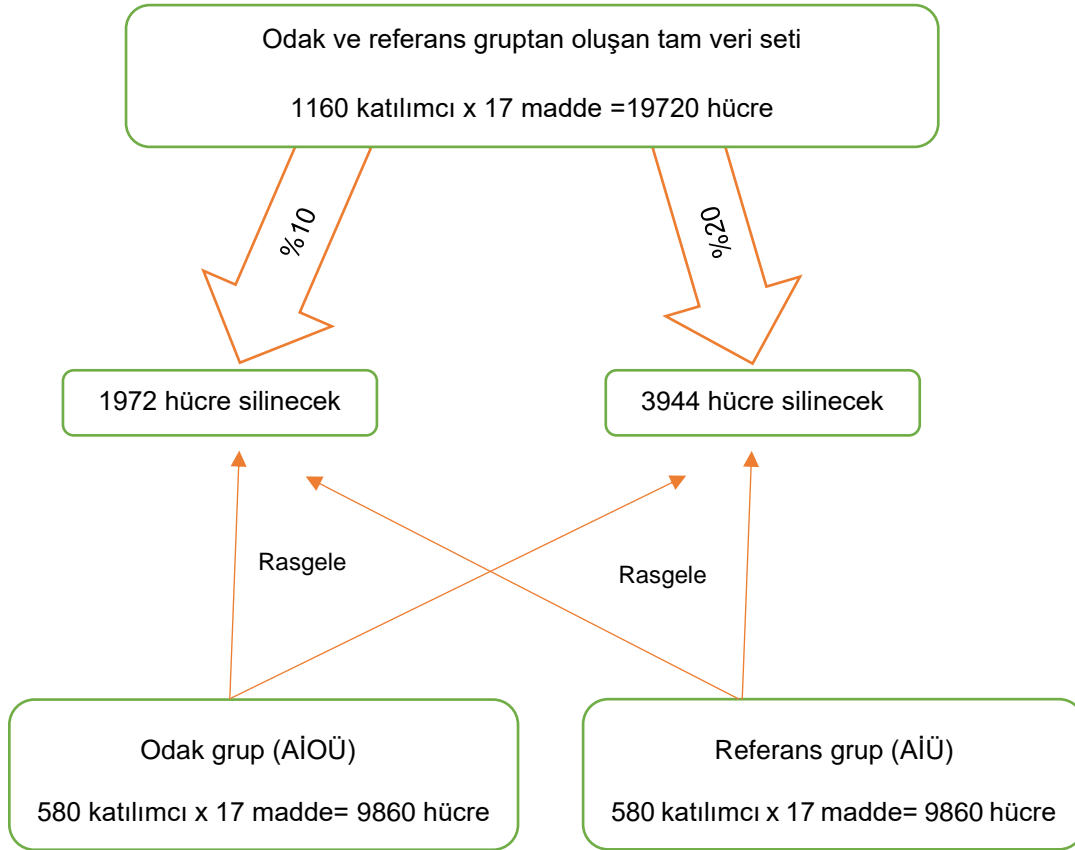 Odak ve referans gruptan oluşan tam veri seti
1160 katılımcı x 17 madde =19720 hücre
%10
%20
1972 hücre silinecek
3944 hücre silinecek
Rasgele
Rasgele
Odak grup (AİOÜ)
580 katılımcı x 17 madde= 9860 hücre
Referans grup (AİÜ)
580 katılımcı x 17 madde= 9860 hücre